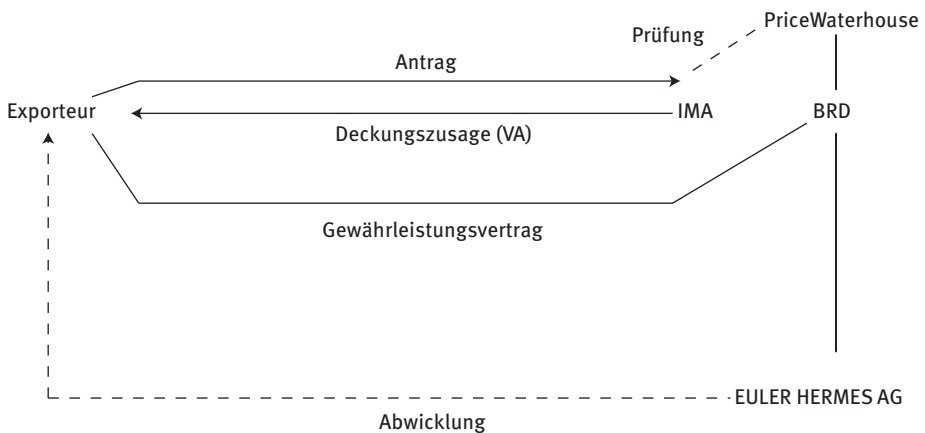 PriceWaterhouse
Prüfung
Antrag
Exporteur
IMA
BRD
Deckungszusage (VA)
Gewährleistungsvertrag
EULER HERMES AG
Abwicklung